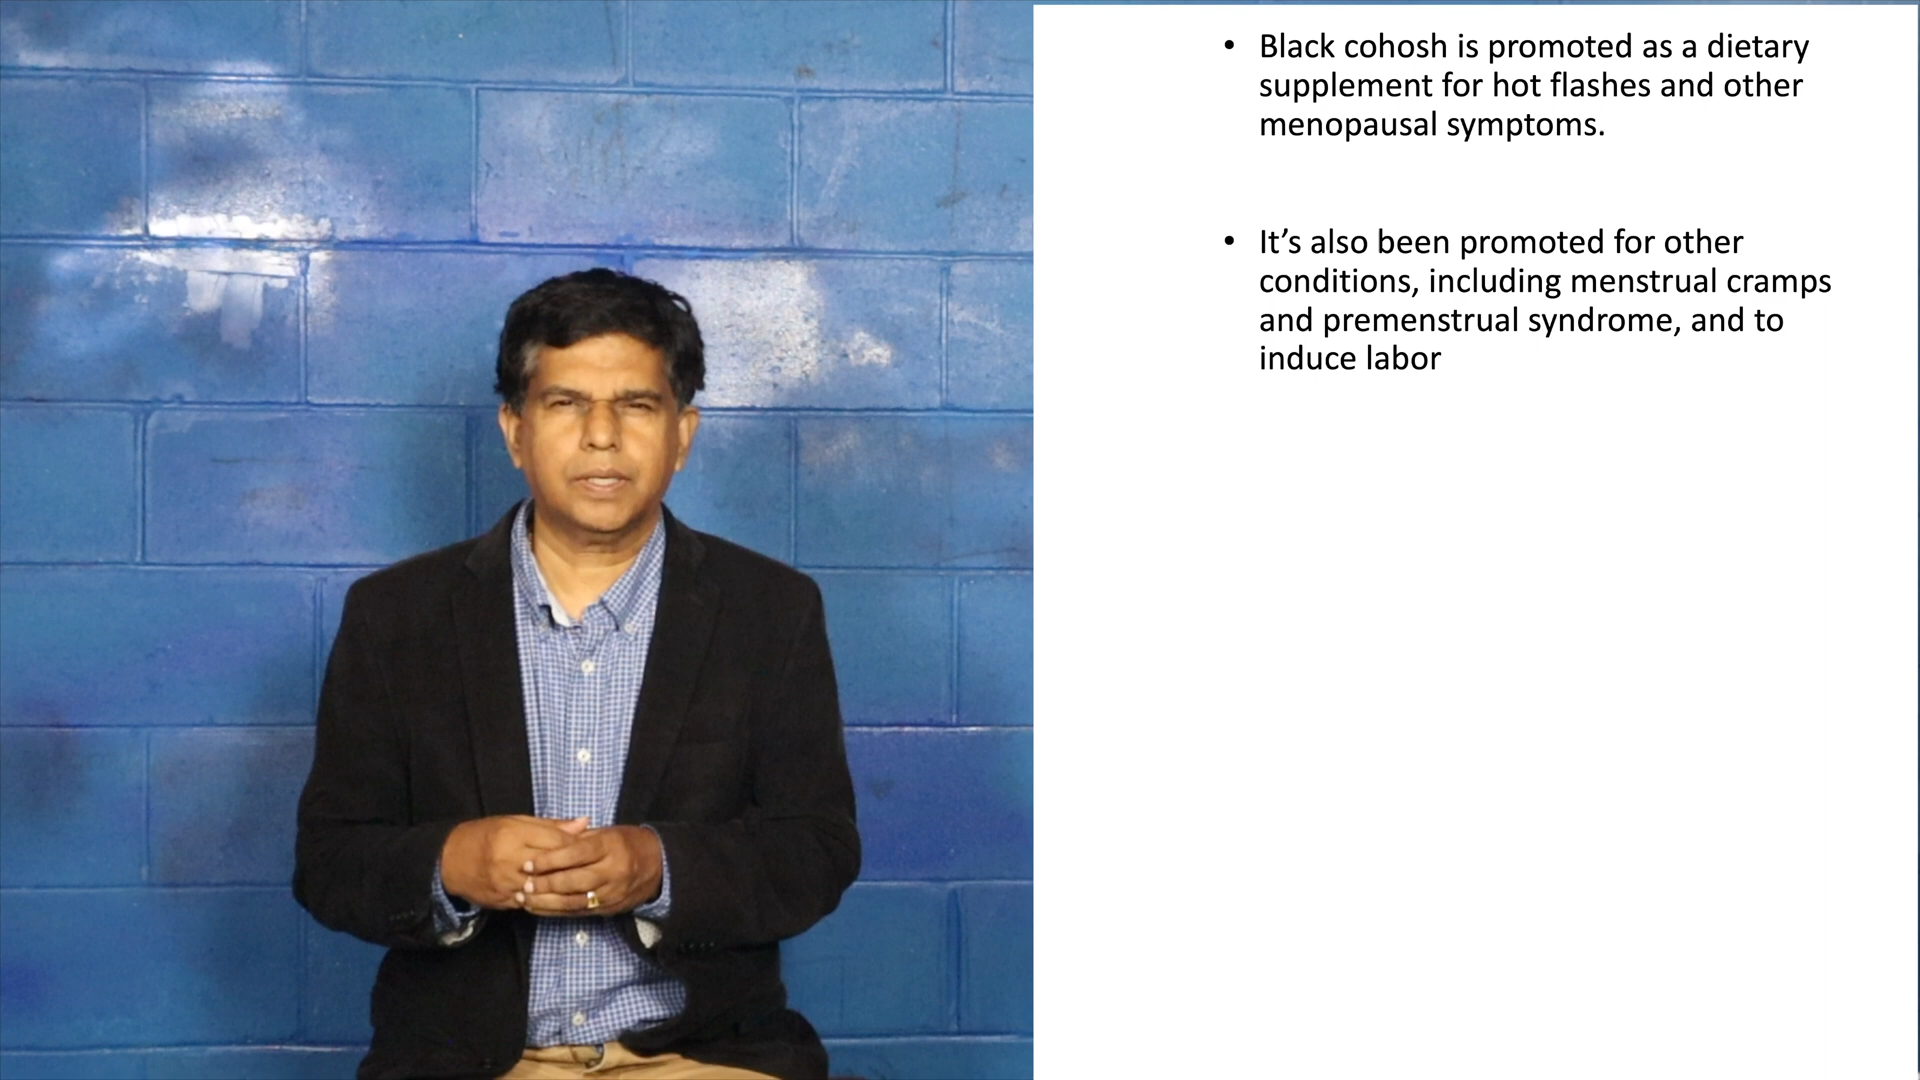 • Black cohosh is promoted as a dietary
supplement for hot flashes and other
menopausal symptoms.
• It’s also been promoted for other
conditions, including menstrual cramps
and premenstrual syndrome, and to
induce labor